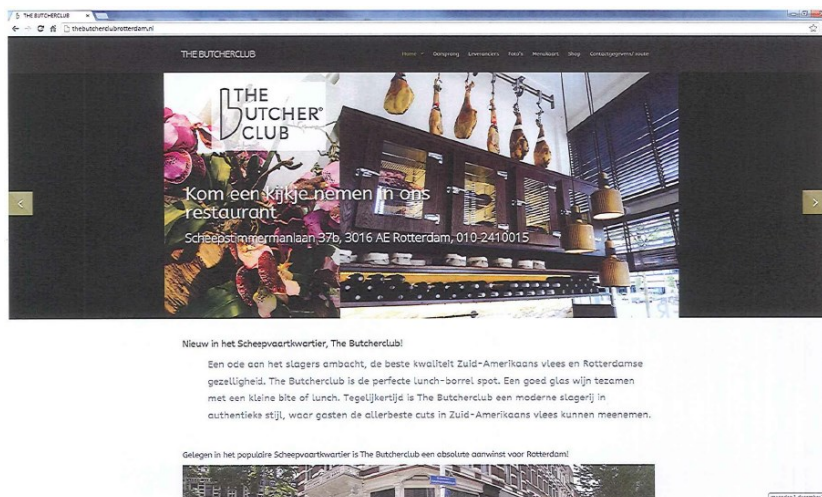 THE BUTCHERCLUB
thebutcherclubrotterdam.nl
THE BUTCHERCLUB
Home Oorsprong Leveranciers Foto's Menukaart Shop Contactgegevens/ route
THE
BUTCHER®
CLUB
Kom een kijkje nemen in ons
restaurant
Scheepstimmermanlaan 37b, 3016 AE Rotterdam, 010-2410015
Nieuw in het Scheepvaartkwartier, The Butcherclub!
Een ode aan het slagers ambacht, de beste kwaliteit Zuid-Amerikaans vlees en Rotterdamse
gezelligheid. The Butcherclub is de perfecte lunch-borrel spot. Een goed glas wijn tezamen
met een kleine bite of lunch. Tegelijkertijd is The Butcherclub een moderne slagerij in
authentieke stijl, waar gasten de allerbeste cuts in Zuid-Amerikaans vlees kunnen meenemen.
Gelegen in het populaire Scheepvaartkwartier is The Butcherclub een absolute aanwinst voor Rotterdam!